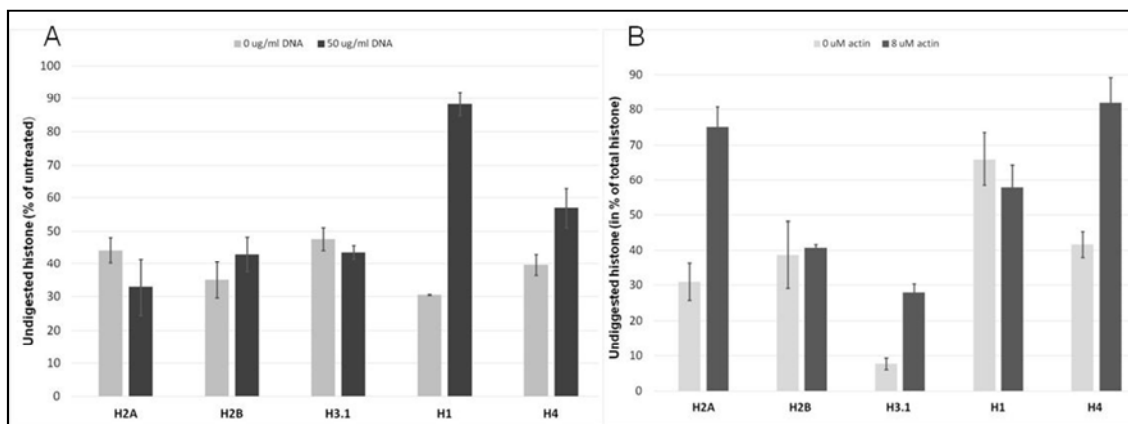 A
0 ug/ml DNA 50 ug/ml DNA
Undigested histone (% of untreated)
100
90
80
70
60
50
40
30
20
10
0
H2A H2B H3.1 H1 H4
B
0 uM actin 8 uM actin
Undiggested histone (in % of total histone)
90
80
70
60
50
40
30
20
10
0
H2A H2B H3.1 H1 H4